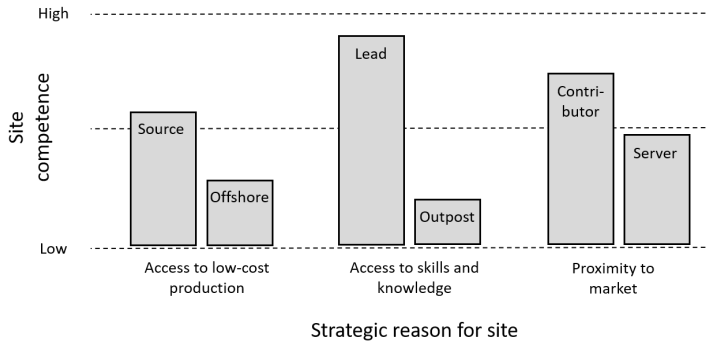 High
Site
competence
Low
Source
Offshore
Lead
Outpost
Contri-
butor
Server
Access to low-cost
production
Access to skills and
knowledge
Proximity to
market
Strategic reason for site